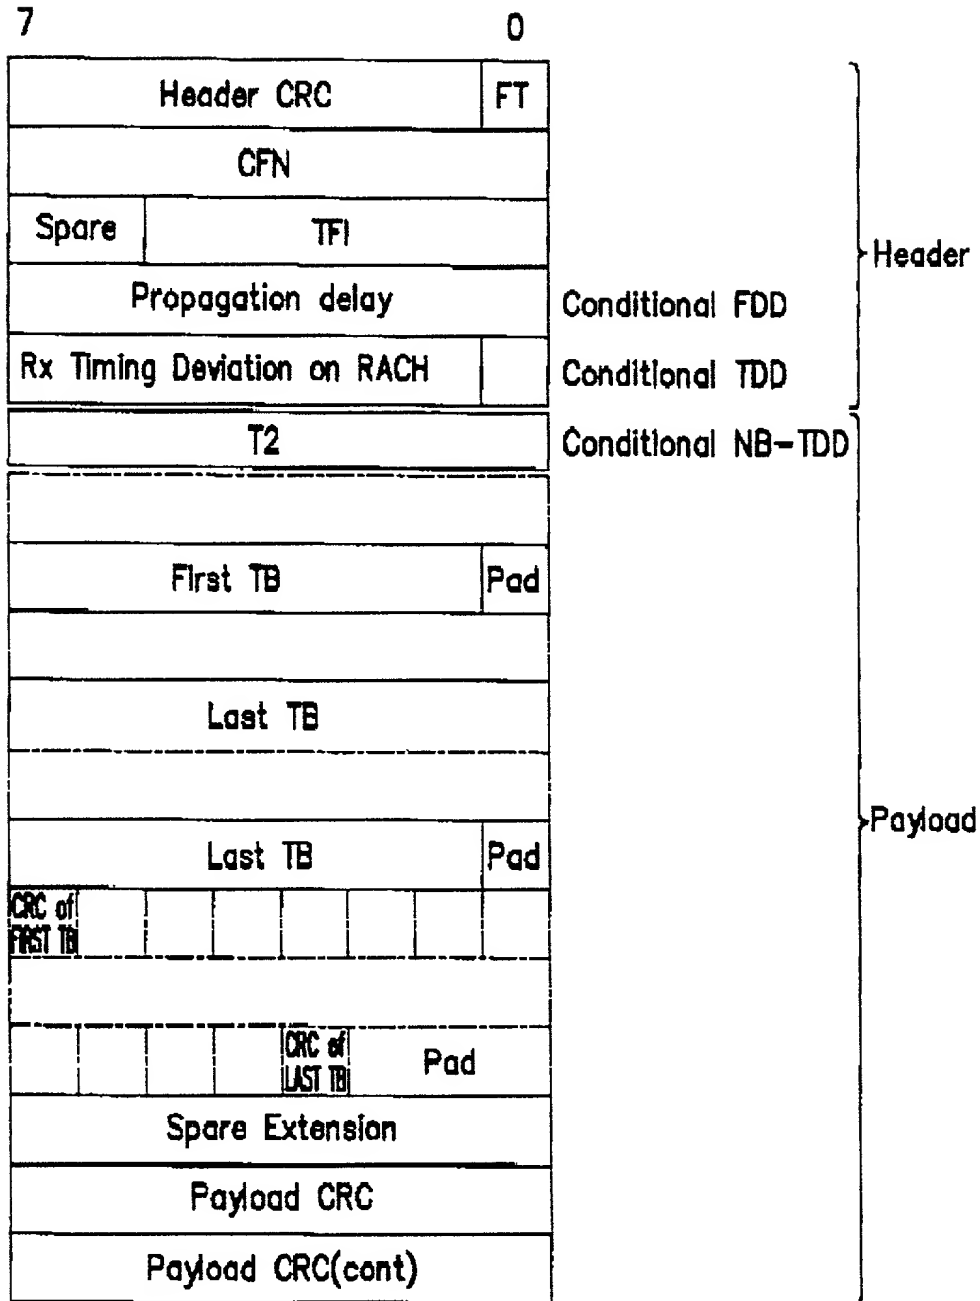 7 0
Header CRC FT
CFN
Spare TFI
Header
Propagation delay Conditional FDD
Rx Timing Deviation on RACH Conditional TDD
T2 Conditional NB-TDD
First TB Pad
Last TB
Payload
Last TB Pad
CRC of
FIRST TB
CRC of
LAST TB
Pad
Spare Extension
Payload CRC
Payload CRC(cont)